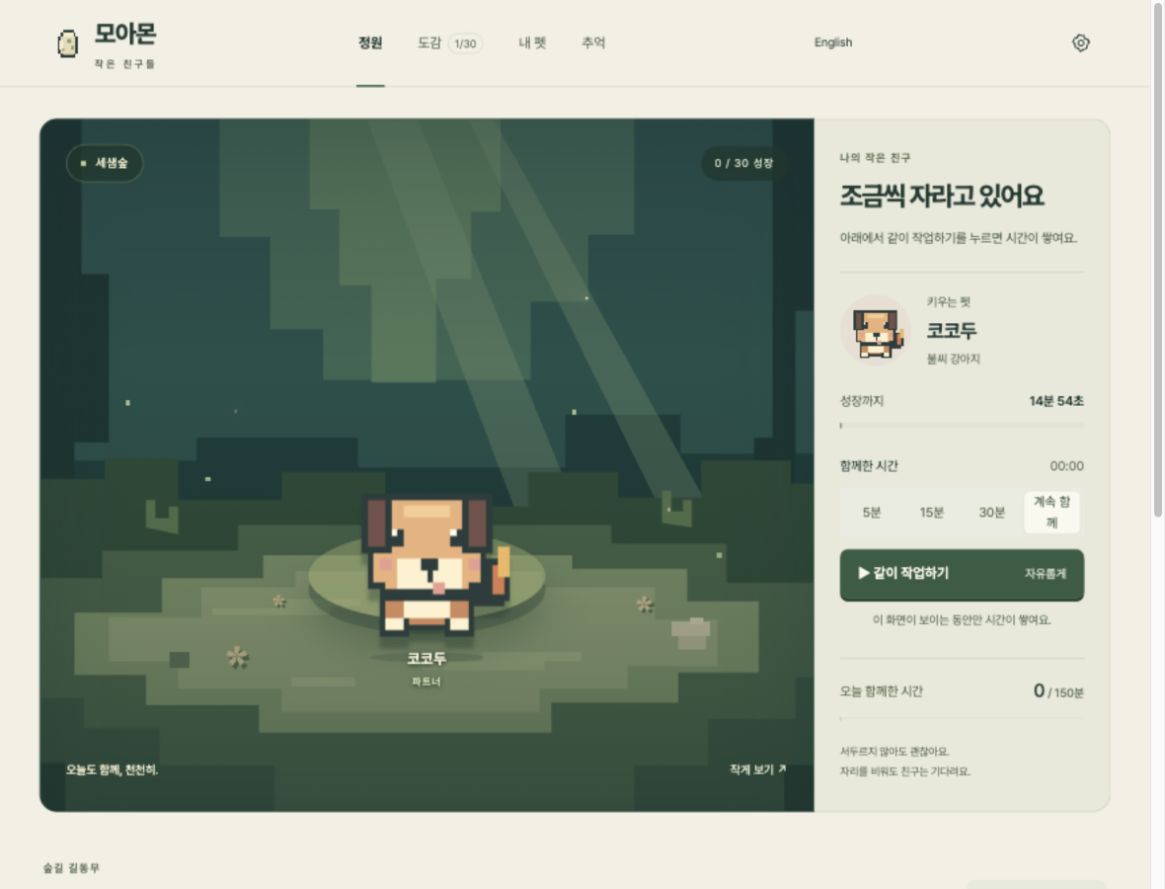 모아몬
작은 친구들
정원
도감 1/30
내 펫
추억
English
세샘숲
0 / 30 성장
코코두
파트너
오늘도 함께, 천천히.
작게 보기 ↗
나의 작은 친구
조금씩 자라고 있어요
아래에서 같이 작업하기를 누르면 시간이 쌓여요.
키우는 펫
코코두
불씨 강아지
성장까지 14분 54초
함께한 시간 00:00
5분 15분 30분 계속 함
께
▶ 같이 작업하기 자유롭게
이 화면이 보이는 동안만 시간이 쌓여요.
오늘 함께한 시간 0 / 150분
서두르지 않아도 괜찮아요.
자리를 비워도 친구는 기다려요.
숲길 길동무